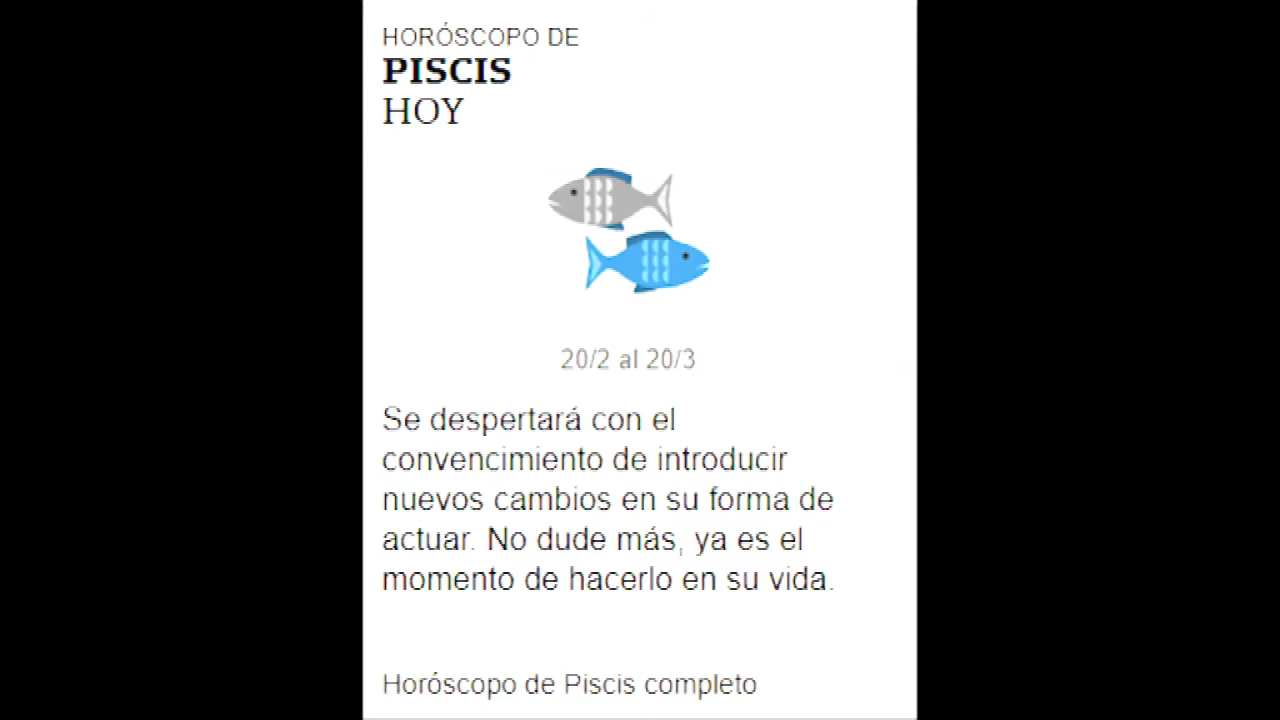 HORÓSCOPO DE
PISCIS
HOY
20/2 al 20/3
Se despertará con el
convencimiento de introducir
nuevos cambios en su forma de
actuar. No dude más, ya es el
momento de hacerlo en su vida.
Horóscopo de Piscis completo